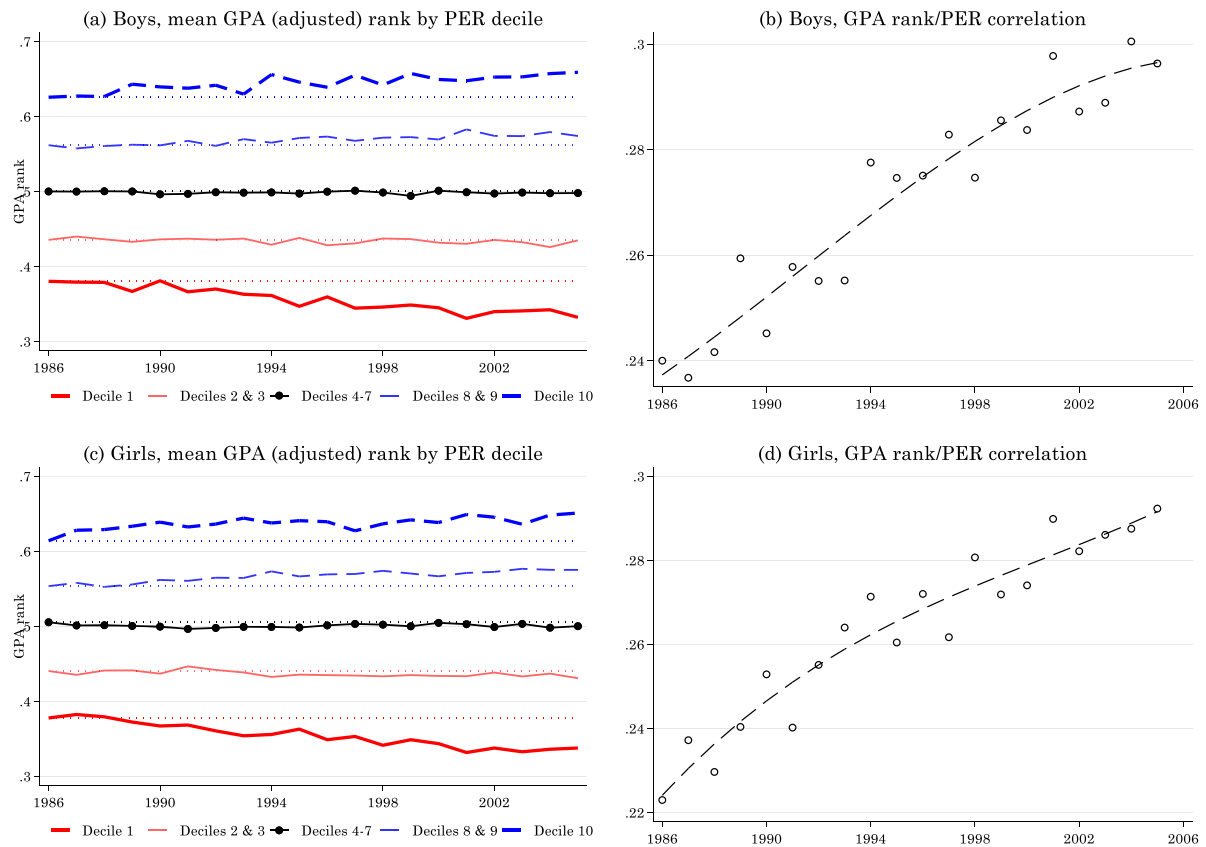 (a) Boys, mean GPA (adjusted) rank by PER decile
.7
.6
.5
.4
.3
GPA rank
1986 1990 1994 1998 2002
Decile 1 Deciles 2 & 3 Deciles 4-7 Deciles 8 & 9 Decile 10
(b) Boys, GPA rank/PER correlation
.3
.28
.26
.24
1986 1990 1994 1998 2002 2006
(c) Girls, mean GPA (adjusted) rank by PER decile
.7
.6
.5
.4
.3
GPA rank
1986 1990 1994 1998 2002
Decile 1 Deciles 2 & 3 Deciles 4-7 Deciles 8 & 9 Decile 10
(d) Girls, GPA rank/PER correlation
.3
.28
.26
.24
.22
1986 1990 1994 1998 2002 2006